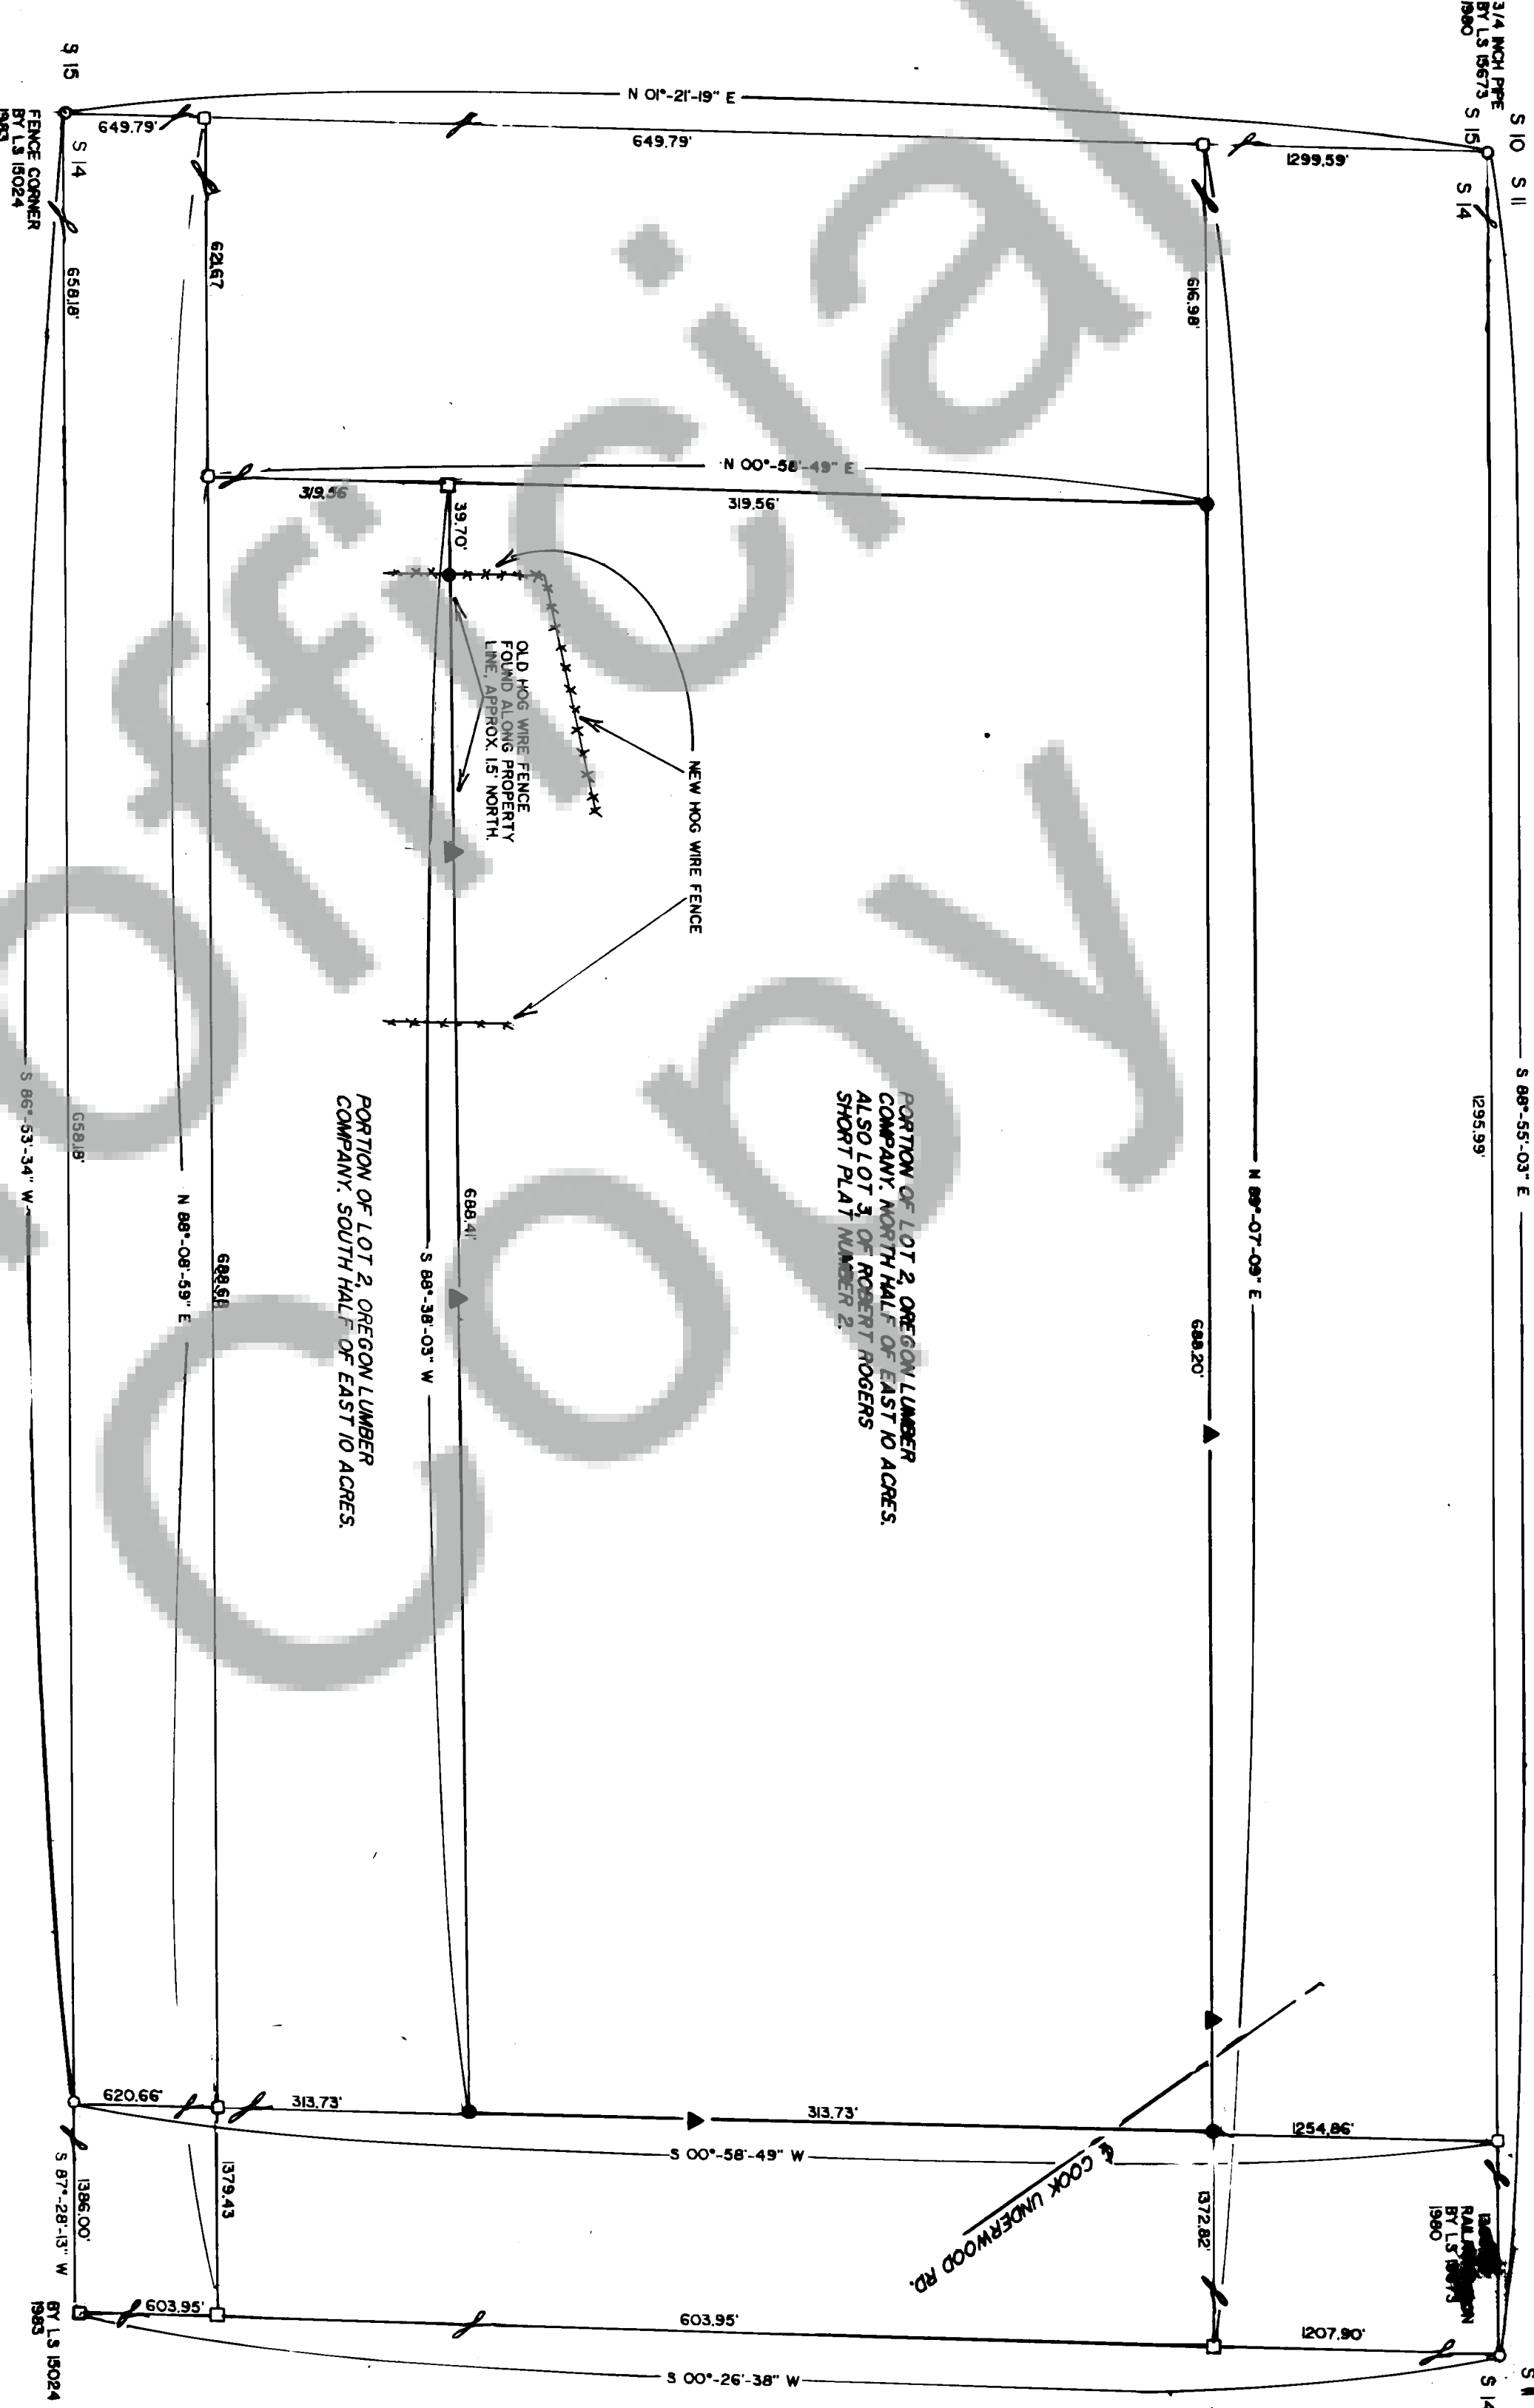 3/4 INCH PIPE
BY LS 15673
1980
S 10
S 11
S 15
S 14
S 15
S 14
FENCE CORNER
BY LS 15024
1983
N 01°-21'-19" E
649.79'
649.79'
1299.59'
S 88°-55'-03" E
1295.99'
621.67
658.18'
616.98'
N 00°-58'-49" E
319.56
319.56'
39.70'
OLD HOG WIRE FENCE
FOUND ALONG PROPERTY
LINE, APPROX. 1.5' NORTH.
NEW HOG WIRE FENCE
N 89°-07'-09" E
688.20'
PORTION OF LOT 2, OREGON LUMBER
COMPANY. NORTH HALF OF EAST 10 ACRES.
ALSO LOT 3, OF ROBERT ROGERS
SHORT PLAT NUMBER 2.
688.41'
S 88°-38'-03" W
PORTION OF LOT 2, OREGON LUMBER
COMPANY. SOUTH HALF OF EAST 10 ACRES.
688.68
N 88°-08'-59" E
658.18'
S 86°-53'-34" W
620.66'
313.73'
313.73'
1254.86'
S 00°-58'-49" W
℄ COOK UNDERWOOD RD.
1379.43
1372.82'
1386.00'
S 87°-28'-13" W
BY LS 15673
1980
603.95'
603.95'
1207.90'
S 00°-26'-38" W
BY LS 15024
1983
Official
Copy